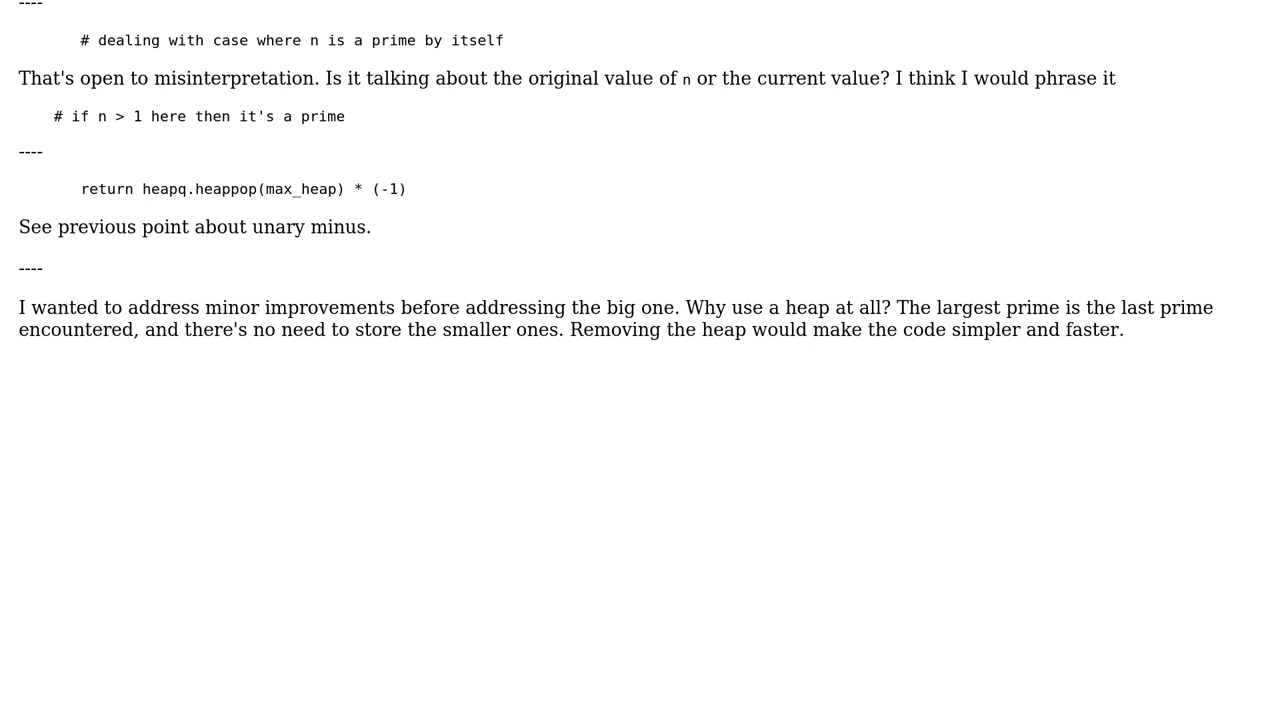 ----
# dealing with case where n is a prime by itself
That's open to misinterpretation. Is it talking about the original value of n or the current value? I think I would phrase it
# if n > 1 here then it's a prime
----
return heapq.heappop(max_heap) * (-1)
See previous point about unary minus.
----
I wanted to address minor improvements before addressing the big one. Why use a heap at all? The largest prime is the last prime
encountered, and there's no need to store the smaller ones. Removing the heap would make the code simpler and faster.